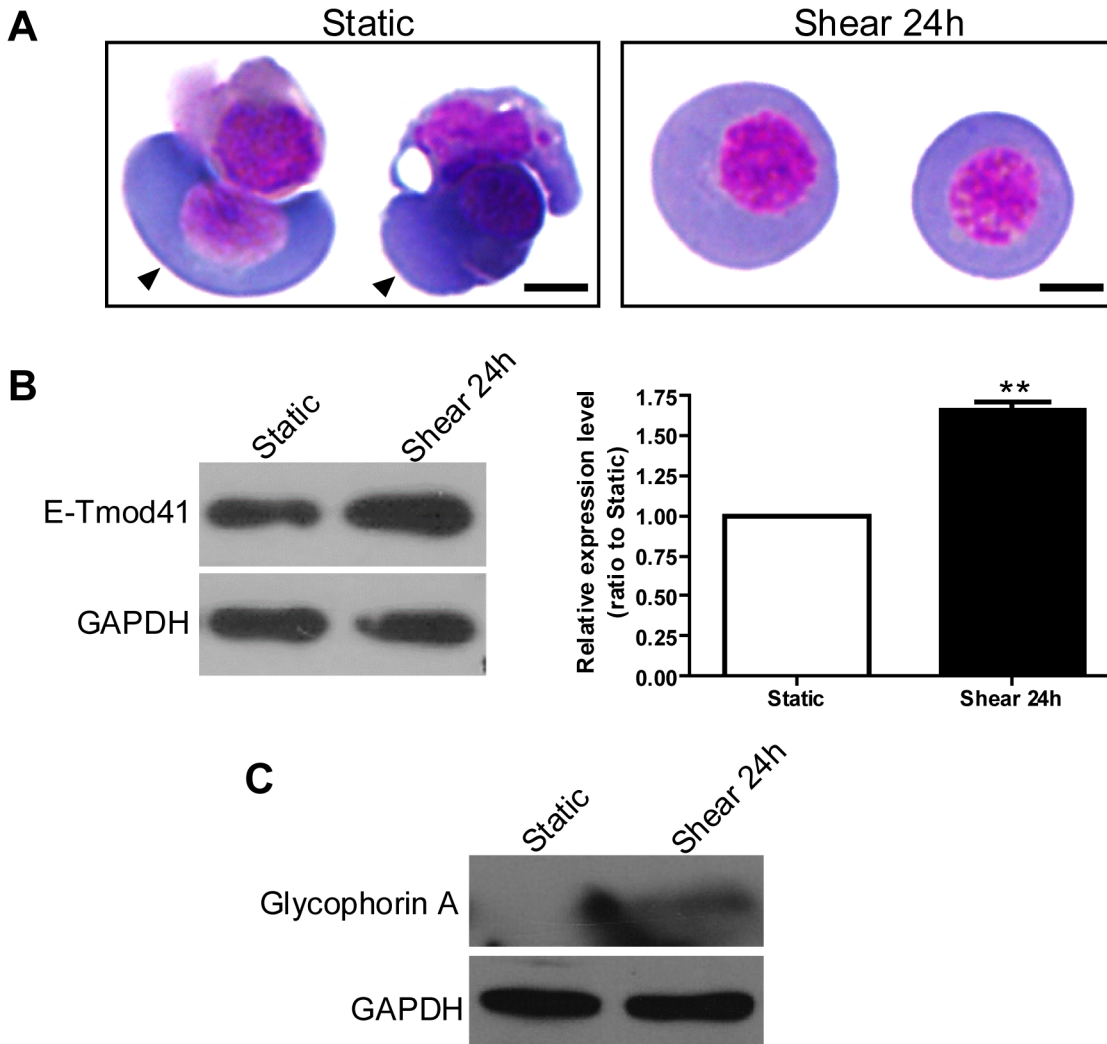 A
Static
Shear 24h
B
Static
Shear 24h
E-Tmod41
GAPDH
Relative expression level
(ratio to Static)
1.75
1.50
1.25
1.00
0.75
0.50
0.25
0.00
**
Static
Shear 24h
C
Static
Shear 24h
Glycophorin A
GAPDH